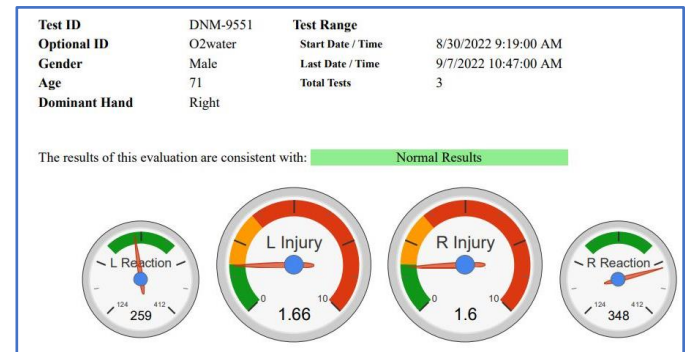 Test ID DNM-9551 Test Range
Optional ID O2water Start Date / Time 8/30/2022 9:19:00 AM
Gender Male Last Date / Time 9/7/2022 10:47:00 AM
Age 71 Total Tests 3
Dominant Hand Right
The results of this evaluation are consistent with: Normal Results
L Reaction
124 412
259
L Injury
0 10
1.66
R Injury
0 10
1.6
R Reaction
124 412
348